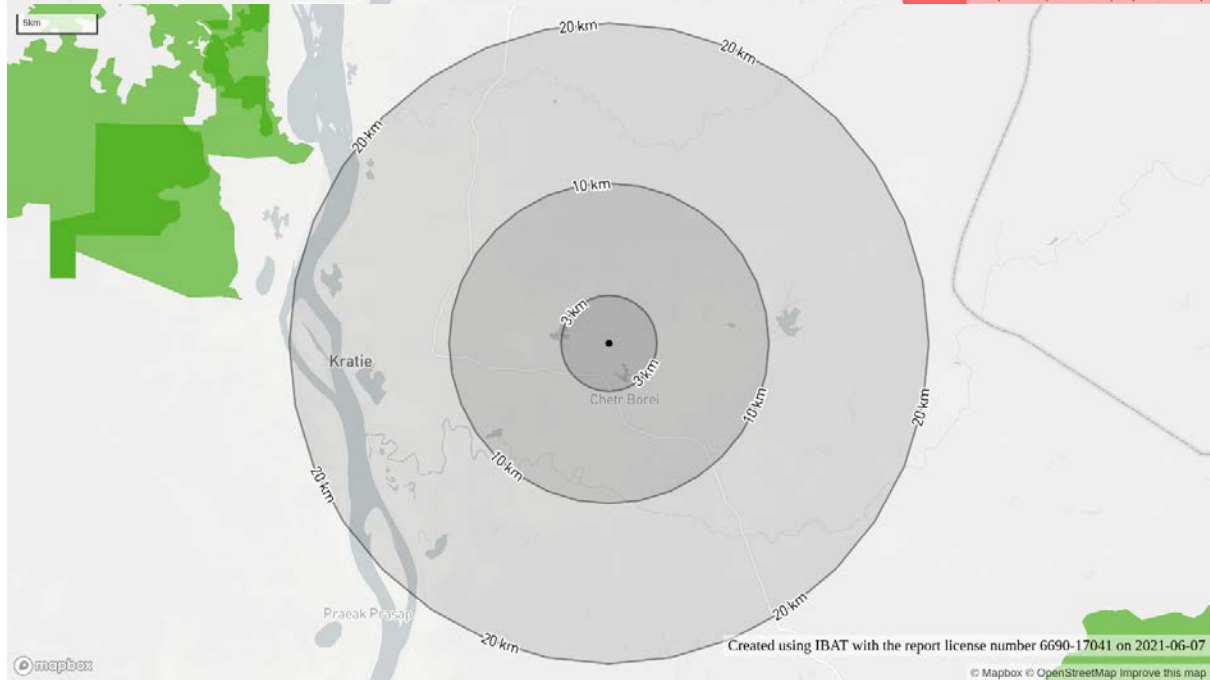 5km
20 km
20 km
20 km
10 km
3 km
Kratie
3 km
Chetr Borei
10 km
20 km
10 km
20 km
20 km
Praeak Prasap
20 km
Created using IBAT with the report license number 6690-17041 on 2021-06-07
mapbox
© Mapbox © OpenStreetMap Improve this map